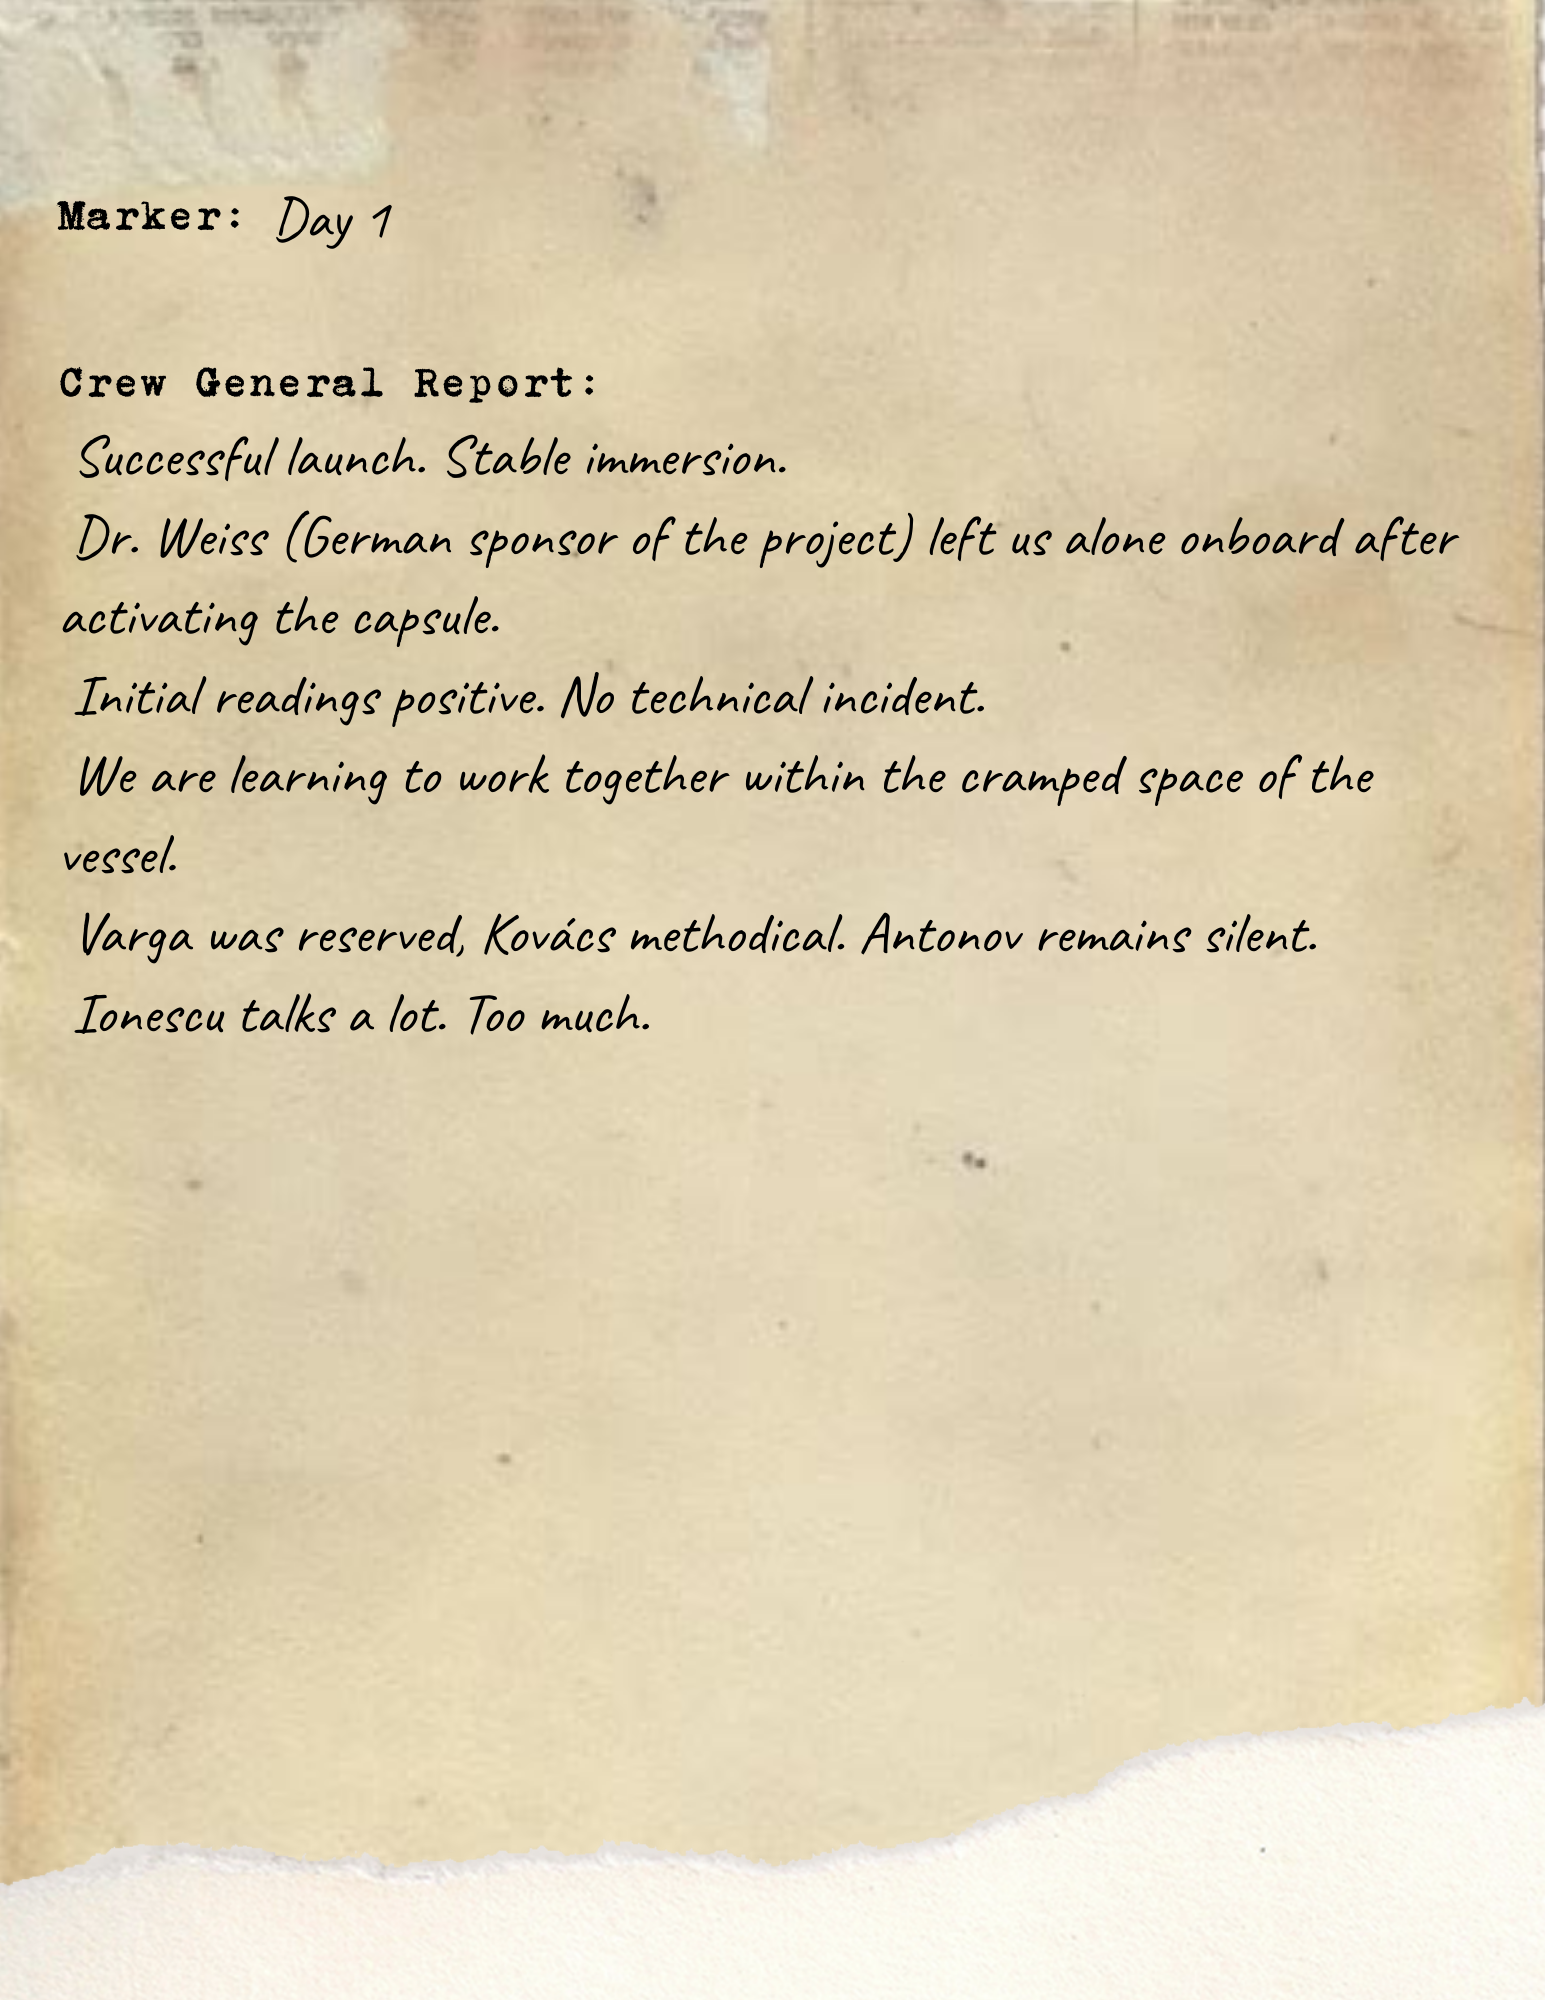 Marker: Day 1
Crew General Report:
Successful launch. Stable immersion.
Dr. Weiss (German sponsor of the project) left us alone onboard after
activating the capsule.
Initial readings positive. No technical incident.
We are learning to work together within the cramped space of the
vessel.
Varga was reserved, Kovács methodical. Antonov remains silent.
Ionescu talks a lot. Too much.